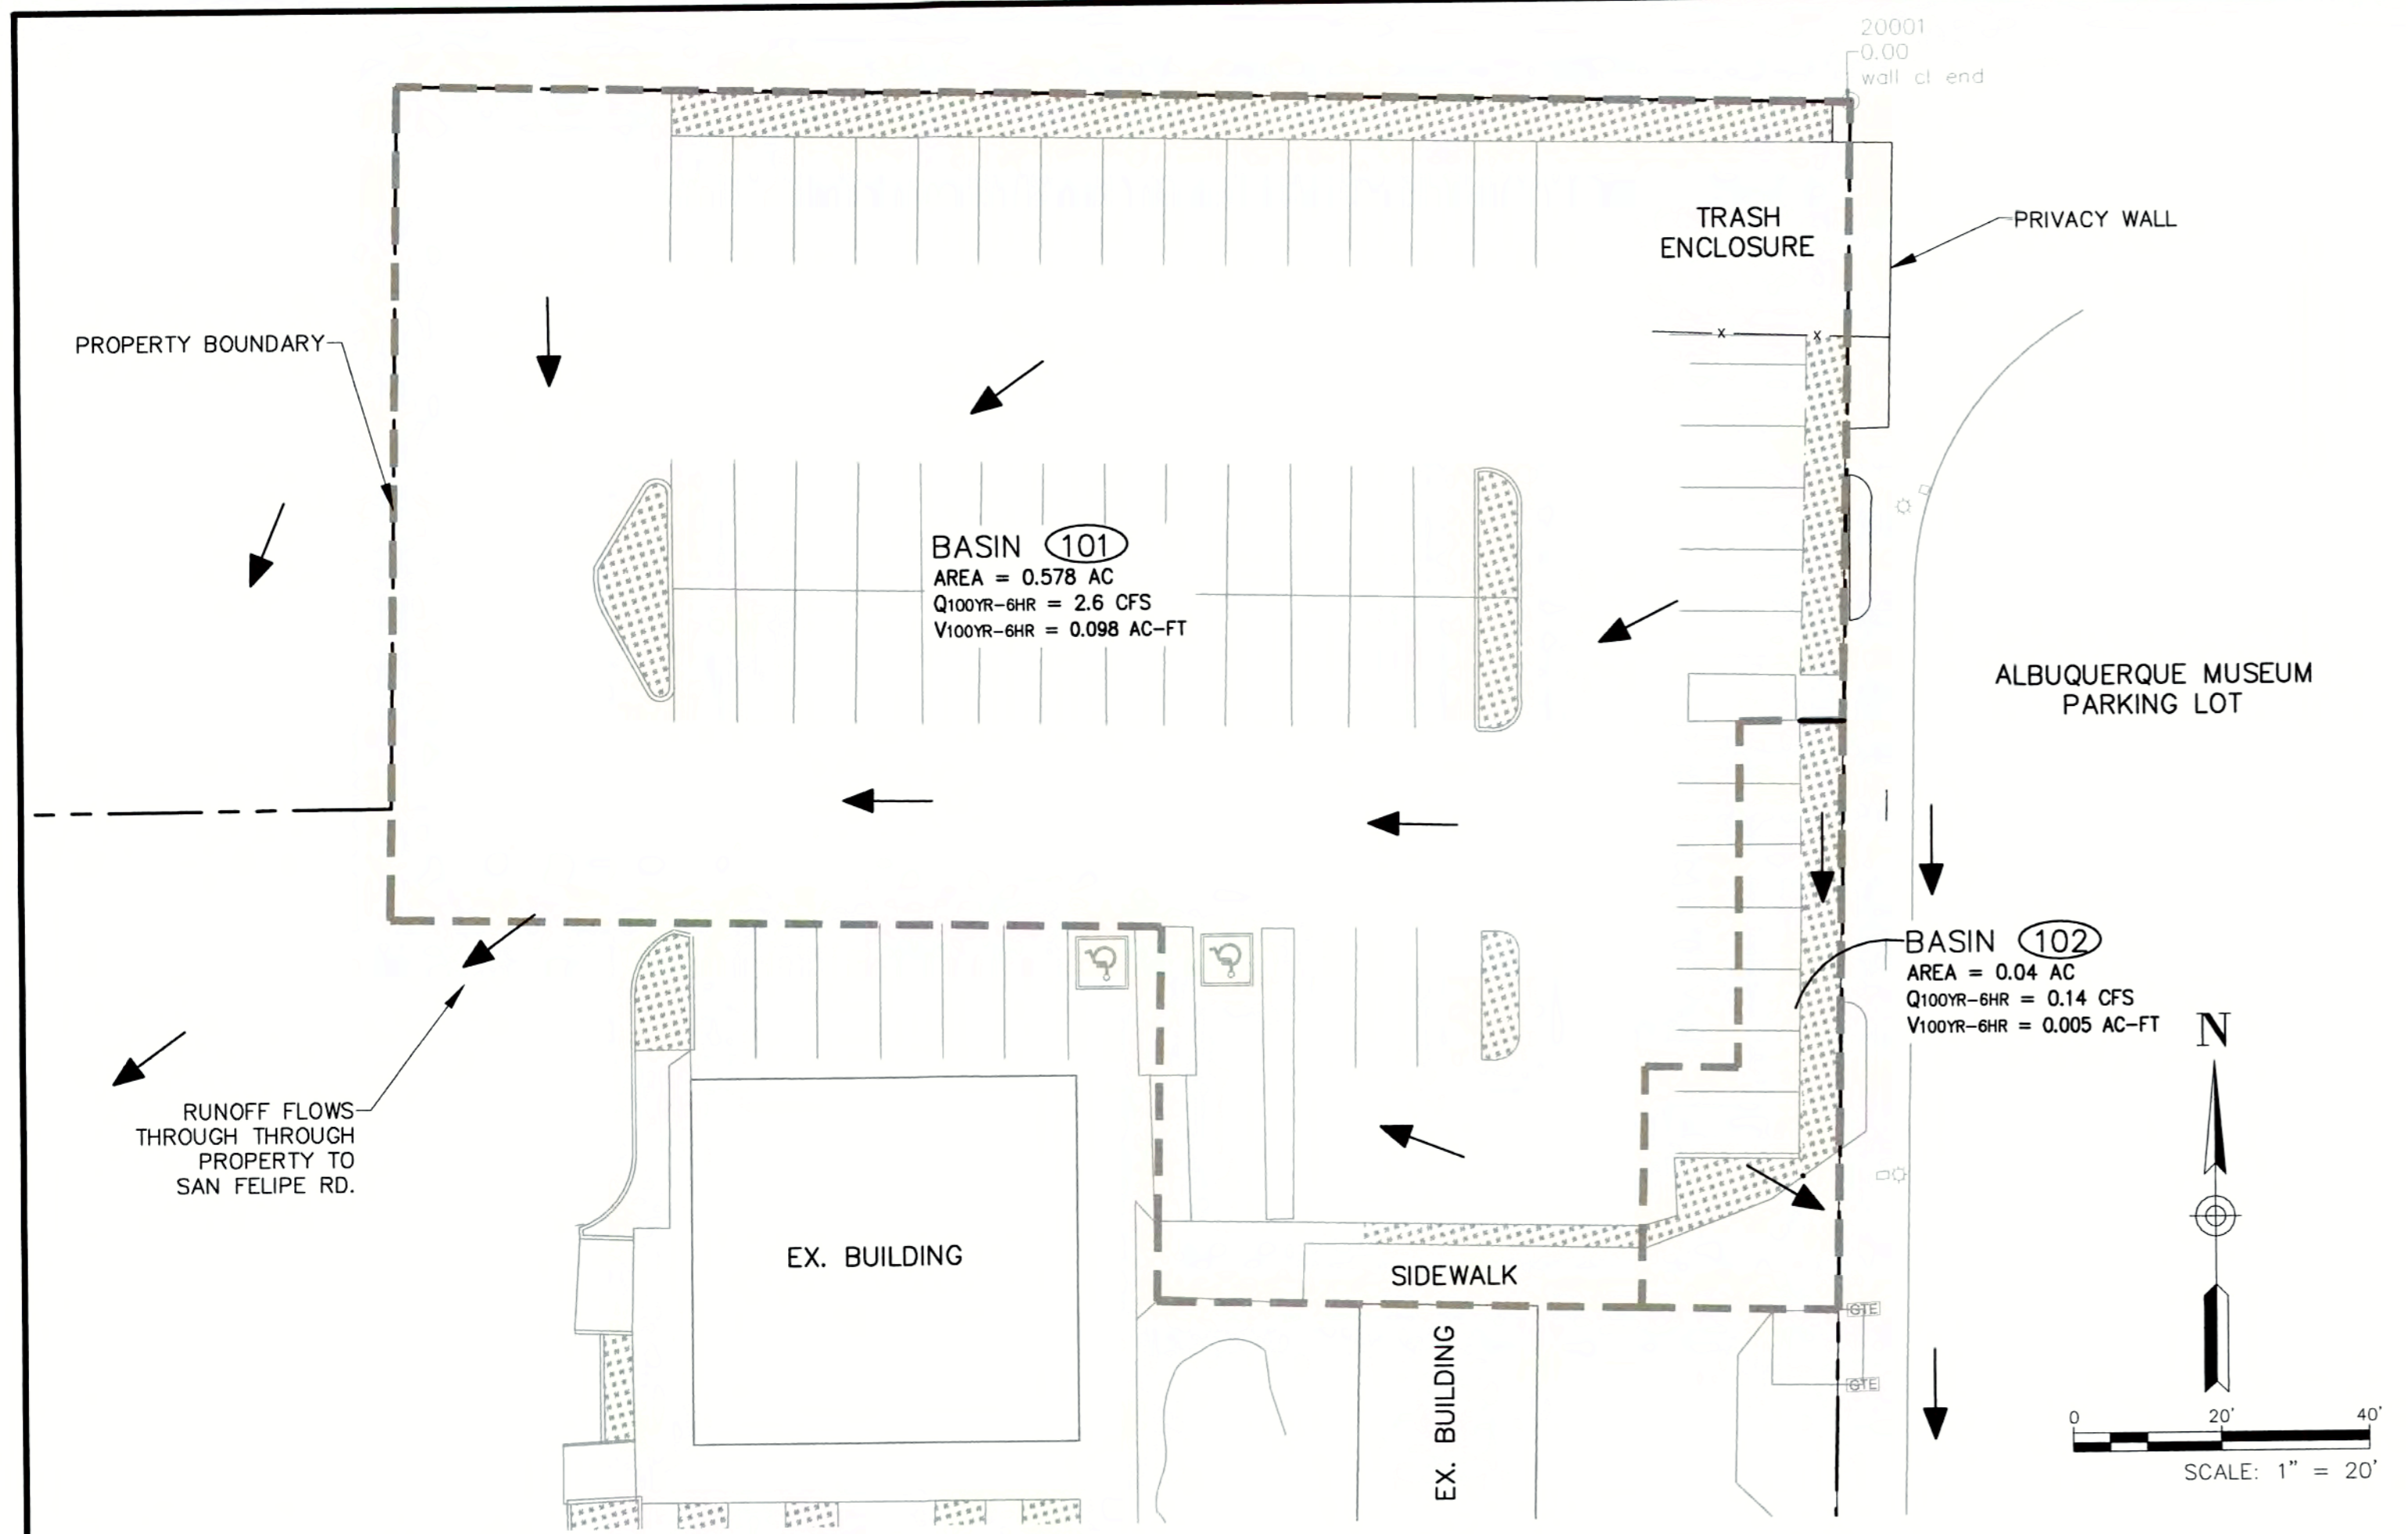 20001
0.00
wall cl end
TRASH
ENCLOSURE
PRIVACY WALL
x
x
PROPERTY BOUNDARY
BASIN 101
AREA = 0.578 AC
Q100YR-6HR = 2.6 CFS
V100YR-6HR = 0.098 AC-FT
ALBUQUERQUE MUSEUM
PARKING LOT
BASIN 102
AREA = 0.04 AC
Q100YR-6HR = 0.14 CFS
V100YR-6HR = 0.005 AC-FT
N
RUNOFF FLOWS
THROUGH THROUGH
PROPERTY TO
SAN FELIPE RD.
EX. BUILDING
SIDEWALK
EX. BUILDING
GTE
GTE
0 20' 40'
SCALE: 1" = 20'